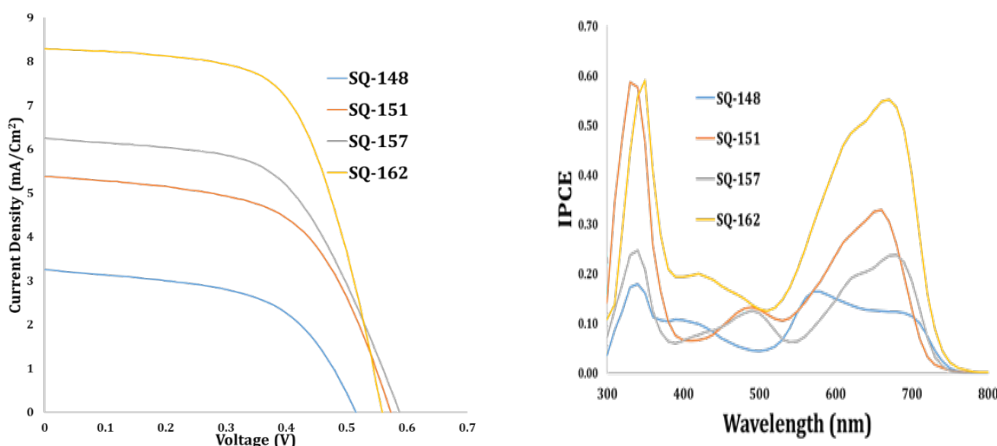 9
8
7
6
5
4
3
2
1
0
Current Density (mA/Cm²)
0
0.1
0.2
0.3
0.4
0.5
0.6
0.7
Voltage (V)
SQ-148
SQ-151
SQ-157
SQ-162
0.70
0.60
0.50
0.40
0.30
0.20
0.10
0.00
IPCE
300
400
500
600
700
800
Wavelength (nm)
SQ-148
SQ-151
SQ-157
SQ-162